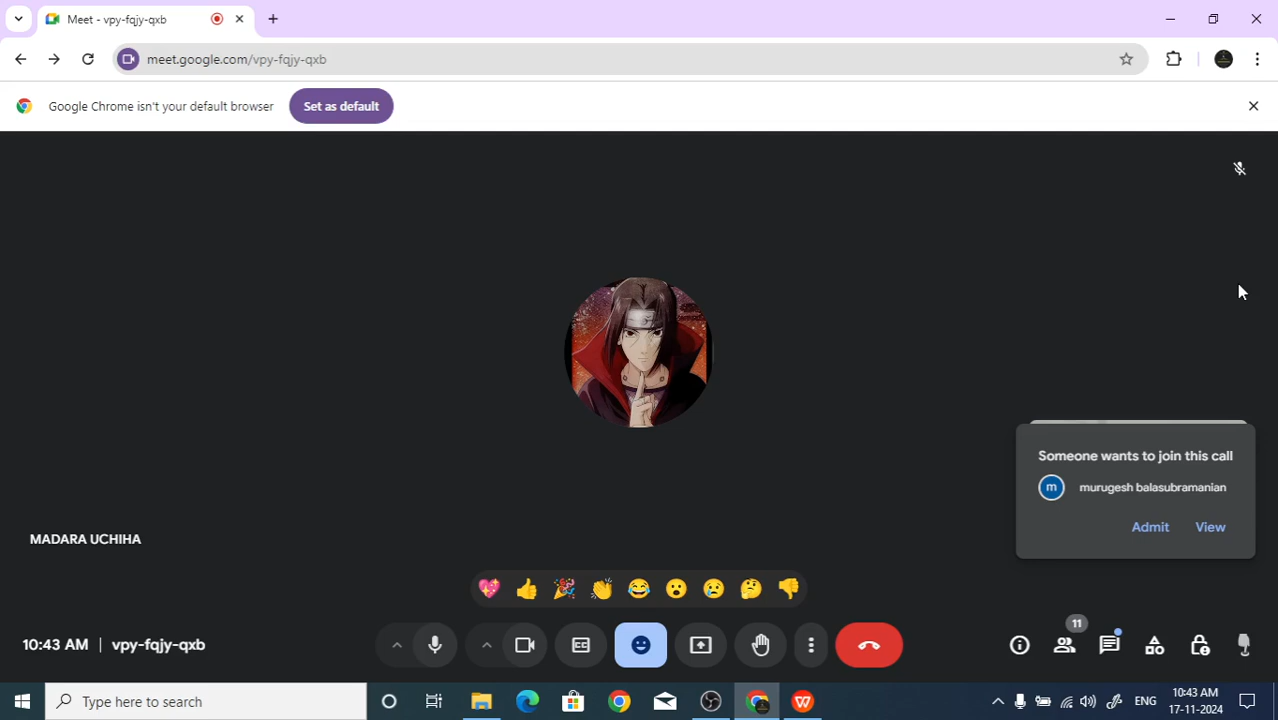 Meet - vpy-fqjy-qxb
meet.google.com/vpy-fqjy-qxb
Google Chrome isn't your default browser
Set as default
Someone wants to join this call
m
murugesh balasubramanian
Admit
View
MADARA UCHIHA
10:43 AM | vpy-fqjy-qxb
CC
11
Type here to search
W
ENG
10:43 AM
17-11-2024